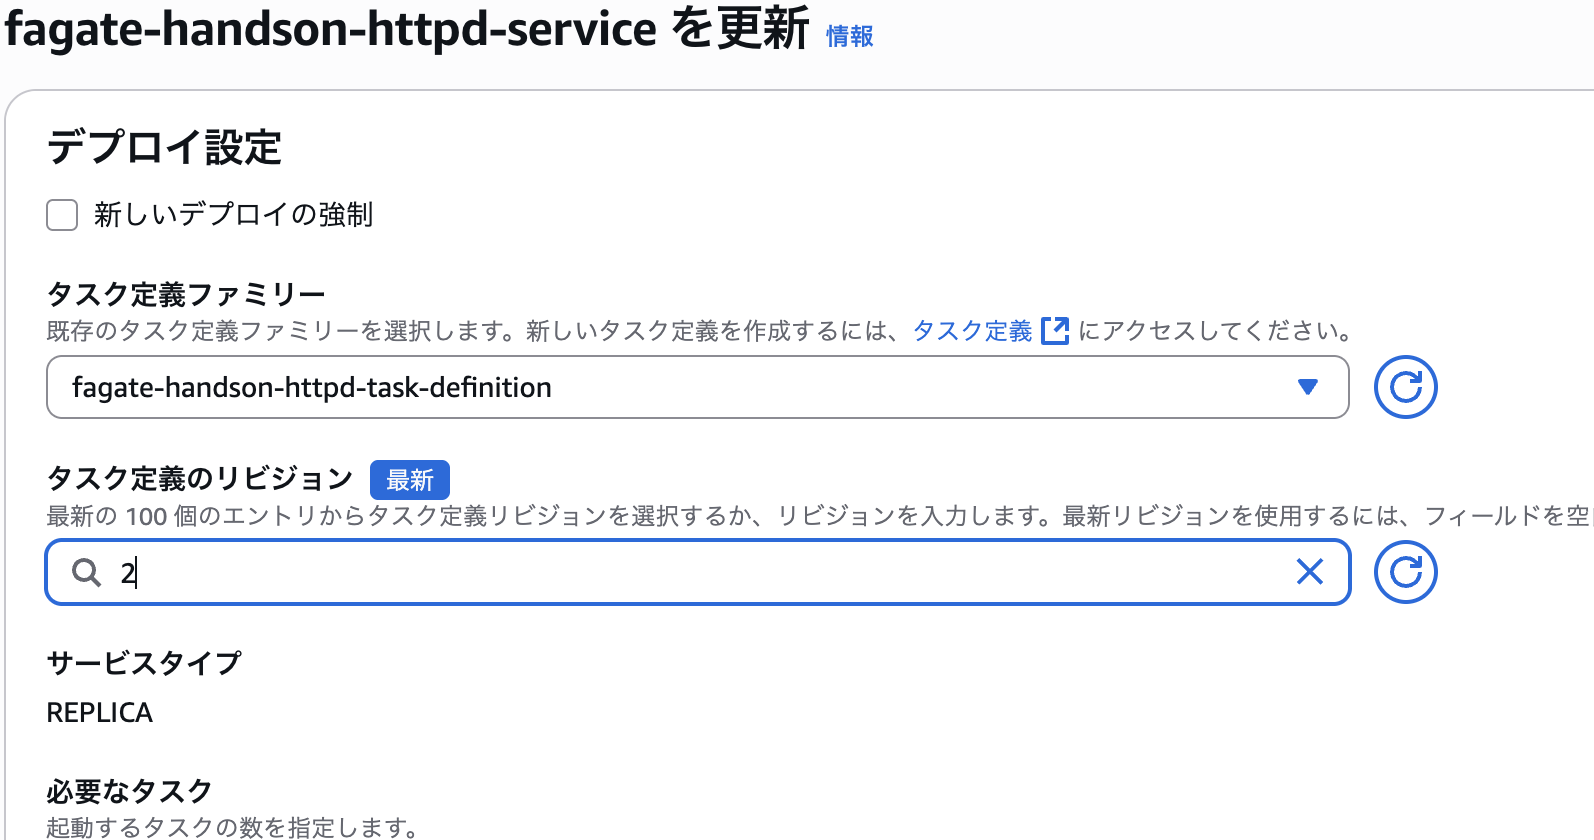 fagate-handson-httpd-service を更新 情報
デプロイ設定
新しいデプロイの強制
タスク定義ファミリー
既存のタスク定義ファミリーを選択します。新しいタスク定義を作成するには、タスク定義 にアクセスしてください。
fagate-handson-httpd-task-definition
タスク定義のリビジョン 最新
最新の 100 個のエントリからタスク定義リビジョンを選択するか、リビジョンを入力します。最新リビジョンを使用するには、フィールドを空
2
サービスタイプ
REPLICA
必要なタスク
起動するタスクの数を指定します。